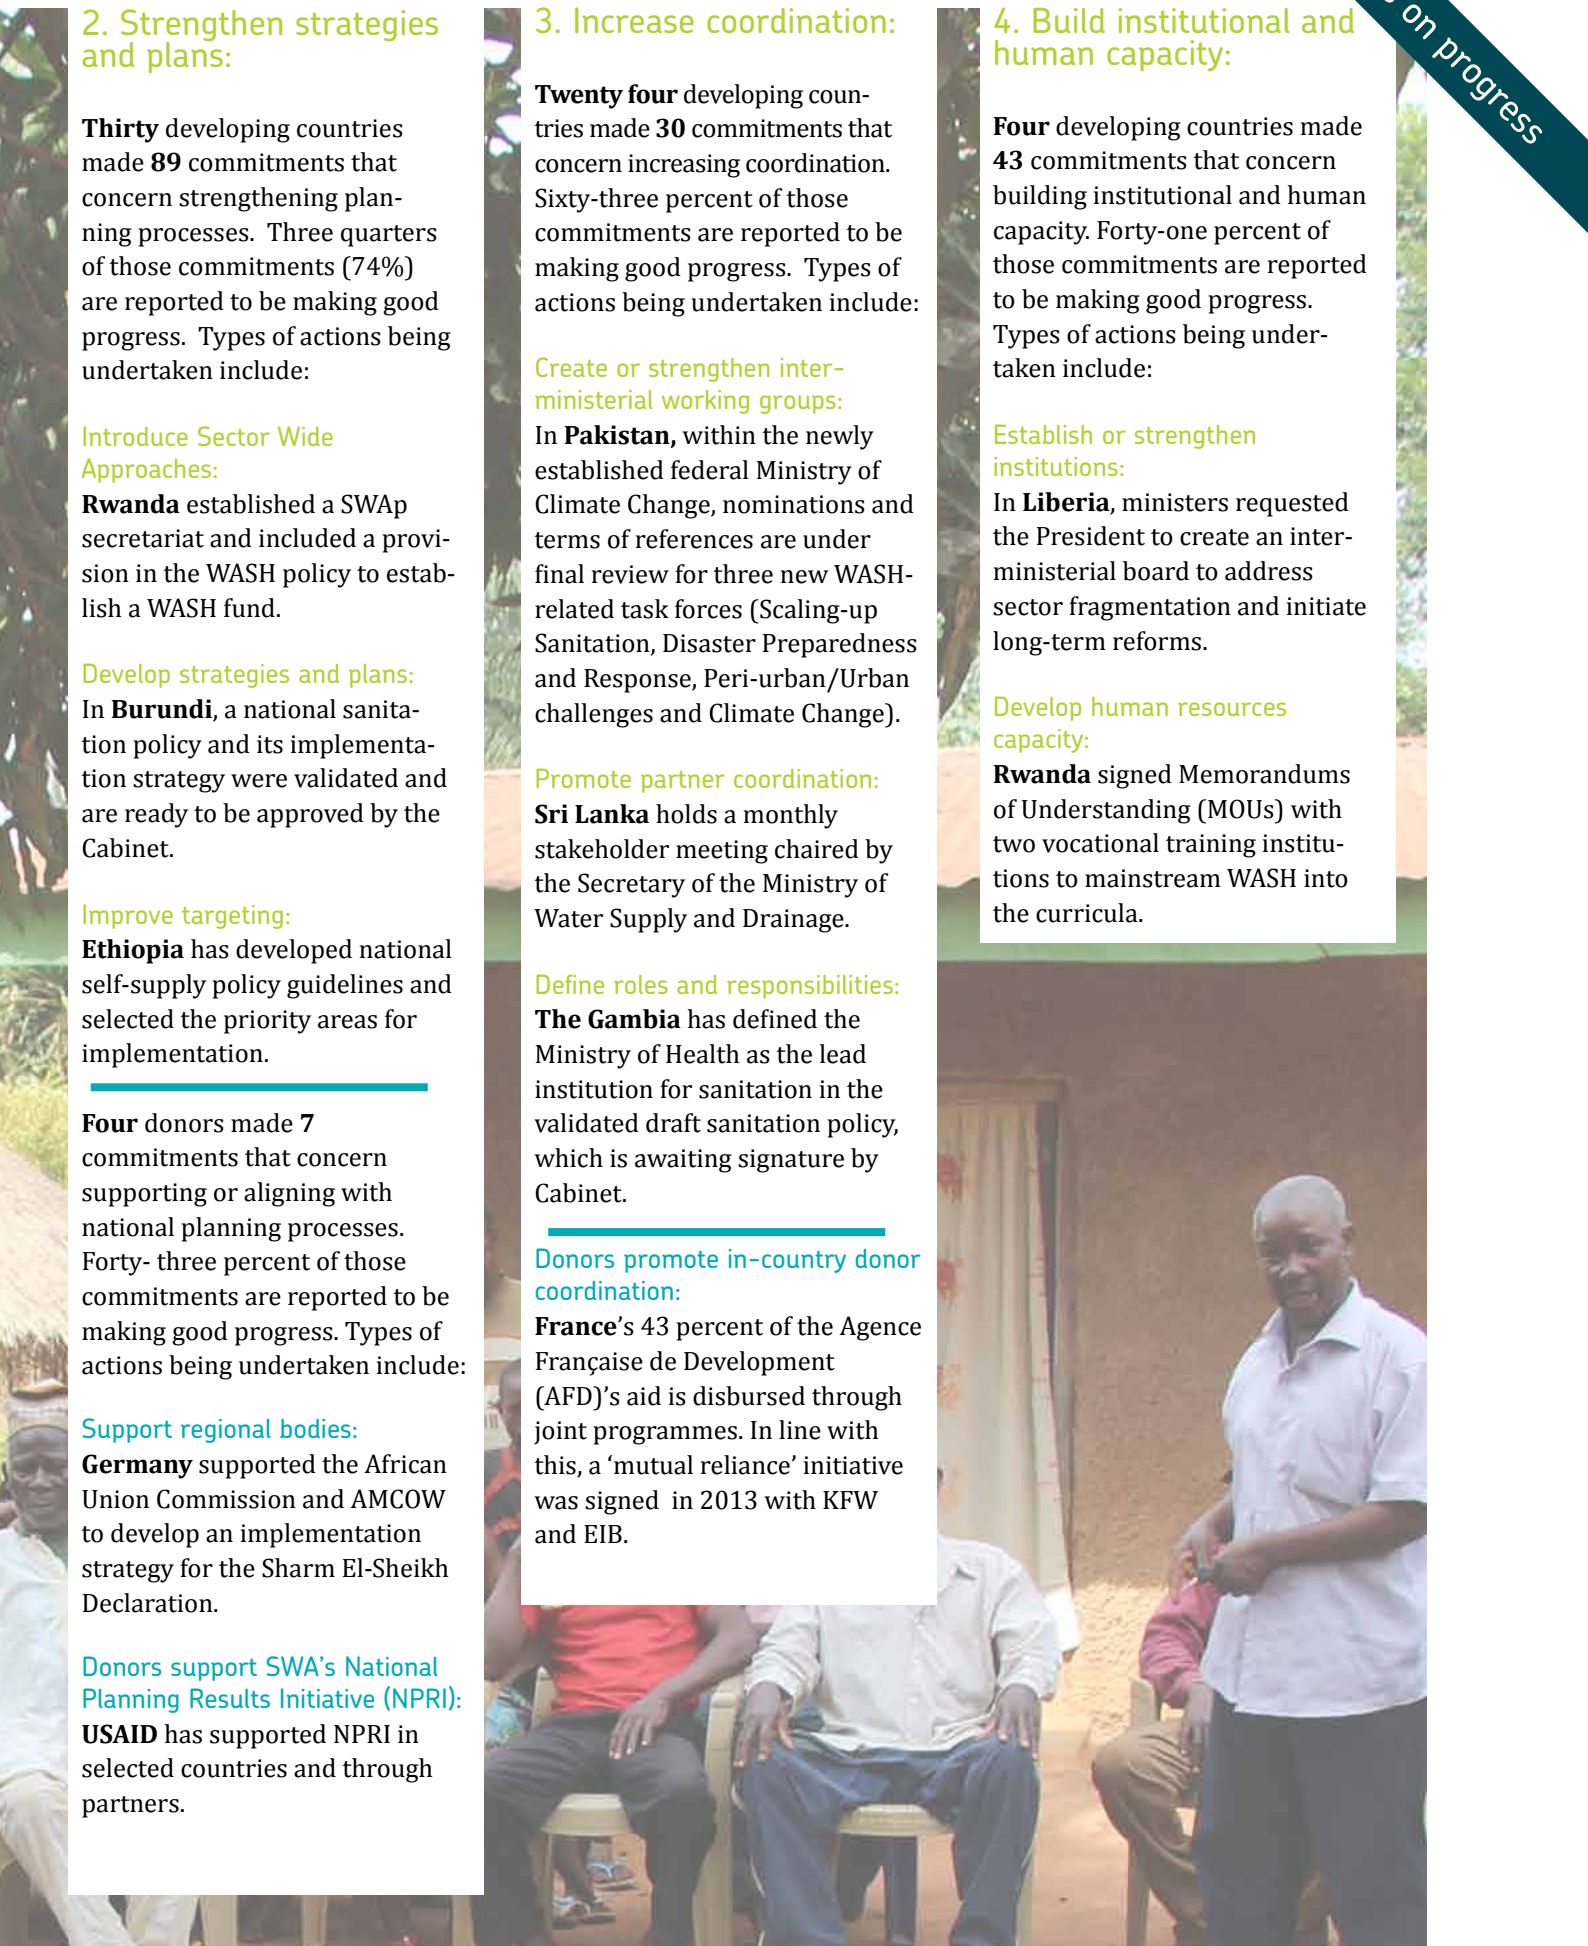 2. Strengthen strategies
and plans:
Thirty developing countries
made 89 commitments that
concern strengthening plan-
ning processes.  Three quarters
of those commitments (74%)
are reported to be making good
progress.  Types of actions being
undertaken include:
Introduce Sector Wide
Approaches:
Rwanda established a SWAp
secretariat and included a provi-
sion in the WASH policy to estab-
lish a WASH fund.
Develop strategies and plans:
In Burundi, a national sanita-
tion policy and its implementa-
tion strategy were validated and
are ready to be approved by the
Cabinet.
Improve targeting:
Ethiopia has developed national
self-supply policy guidelines and
selected the priority areas for
implementation.
Four donors made 7
commitments that concern
supporting or aligning with
national planning processes.
Forty- three percent of those
commitments are reported to be
making good progress. Types of
actions being undertaken include:
Support regional bodies:
Germany supported the African
Union Commission and AMCOW
to develop an implementation
strategy for the Sharm El-Sheikh
Declaration.
Donors support SWA's National
Planning Results Initiative (NPRI):
USAID has supported NPRI in
selected countries and through
partners.
3. Increase coordination:
Twenty four developing coun-
tries made 30 commitments that
concern increasing coordination.
Sixty-three percent of those
commitments are reported to be
making good progress.  Types of
actions being undertaken include:
Create or strengthen inter-
ministerial working groups:
In Pakistan, within the newly
established federal Ministry of
Climate Change, nominations and
terms of references are under
final review for three new WASH-
related task forces (Scaling-up
Sanitation, Disaster Preparedness
and Response, Peri-urban/Urban
challenges and Climate Change).
Promote partner coordination:
Sri Lanka holds a monthly
stakeholder meeting chaired by
the Secretary of the Ministry of
Water Supply and Drainage.
Define roles and responsibilities:
The Gambia has defined the
Ministry of Health as the lead
institution for sanitation in the
validated draft sanitation policy,
which is awaiting signature by
Cabinet.
Donors promote in-country donor
coordination:
France's 43 percent of the Agence
Française de Development
(AFD)'s aid is disbursed through
joint programmes. In line with
this, a ‘mutual reliance’ initiative
was signed  in 2013 with KFW
and EIB.
4. Build institutional and
human capacity:
Four developing countries made
43 commitments that concern
building institutional and human
capacity. Forty-one percent of
those commitments are reported
to be making good progress.
Types of actions being under-
taken include:
Establish or strengthen
institutions:
In Liberia, ministers requested
the President to create an inter-
ministerial board to address
sector fragmentation and initiate
long-term reforms.
Develop human resources
capacity:
Rwanda signed Memorandums
of Understanding (MOUs) with
two vocational training institu-
tions to mainstream WASH into
the curricula.
on progress